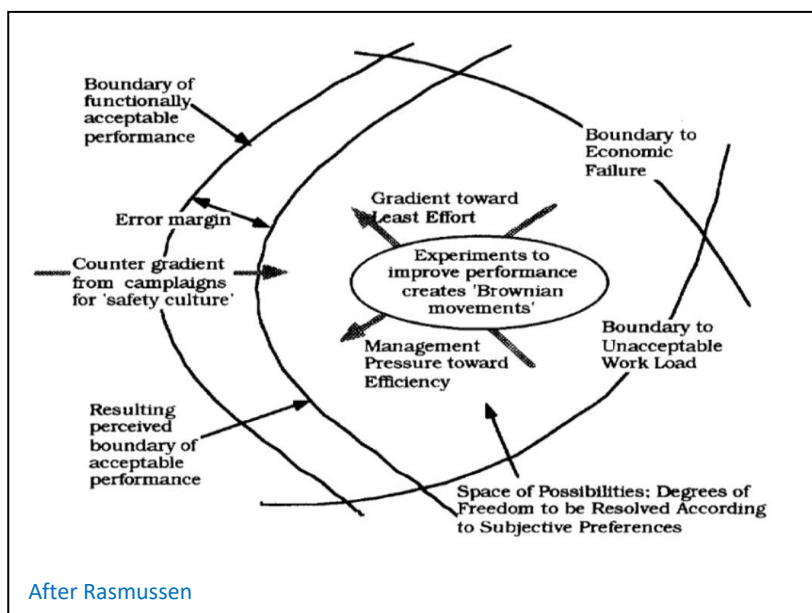 Boundary of
functionally
acceptable
performance
Boundary to
Economic
Failure
Gradient toward
Least Effort
Error margin
Experiments to
improve performance
creates 'Brownian
movements'
Counter gradient
from campaigns
for 'safety culture'
Management
Pressure toward
Efficiency
Boundary to
Unacceptable
Work Load
Resulting
perceived
boundary of
acceptable
performance
Space of Possibilities; Degrees of
Freedom to be Resolved According
to Subjective Preferences
After Rasmussen